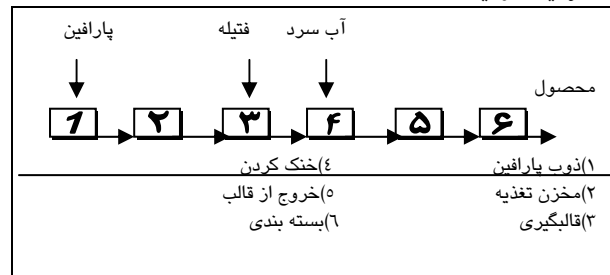 پارافین فتیله آب سرد
محصول
۱ ۲ ۳ ۴ ۵ ۶
۱)ذوب پارافین ٤)خنک کردن
۲)مخزن تغذیه ٥)خروج از قالب
۳)قالبگیری ٦)بسته بندی